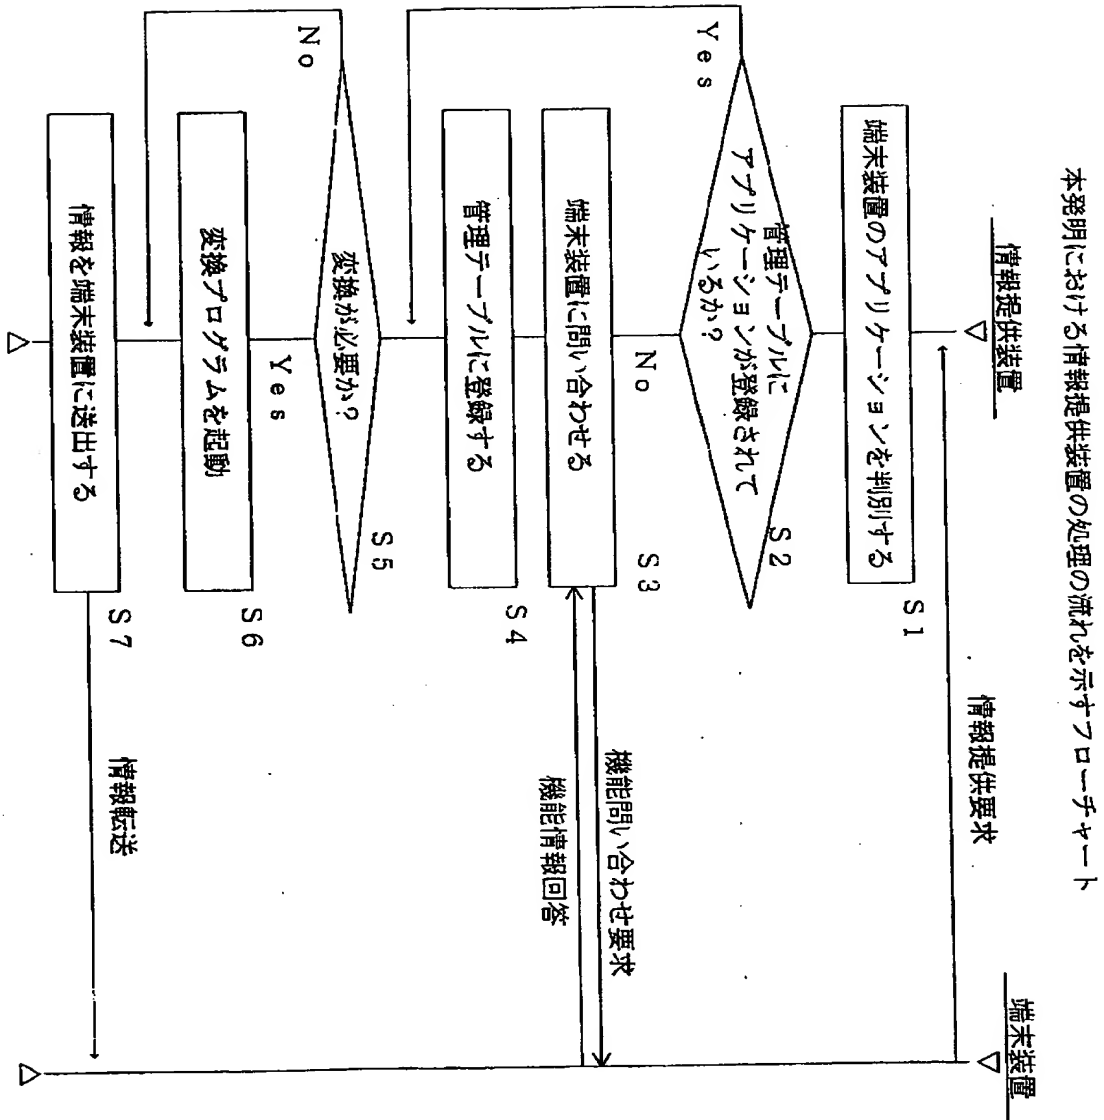 本発明における情報提供装置の処理の流れを示すフローチャート
情報提供装置
端末装置
情報提供要求
S1
端末装置のアプリケーションを判別する
S2
管理テーブルに
アプリケーションが登録されて
いるか?
Yes
No
S3
端末装置に問い合わせる
機能問い合わせ要求
機能情報回答
S4
管理テーブルに登録する
S5
変換が必要か?
No
Yes
S6
変換プログラムを起動
S7
情報を端末装置に送出する
情報転送